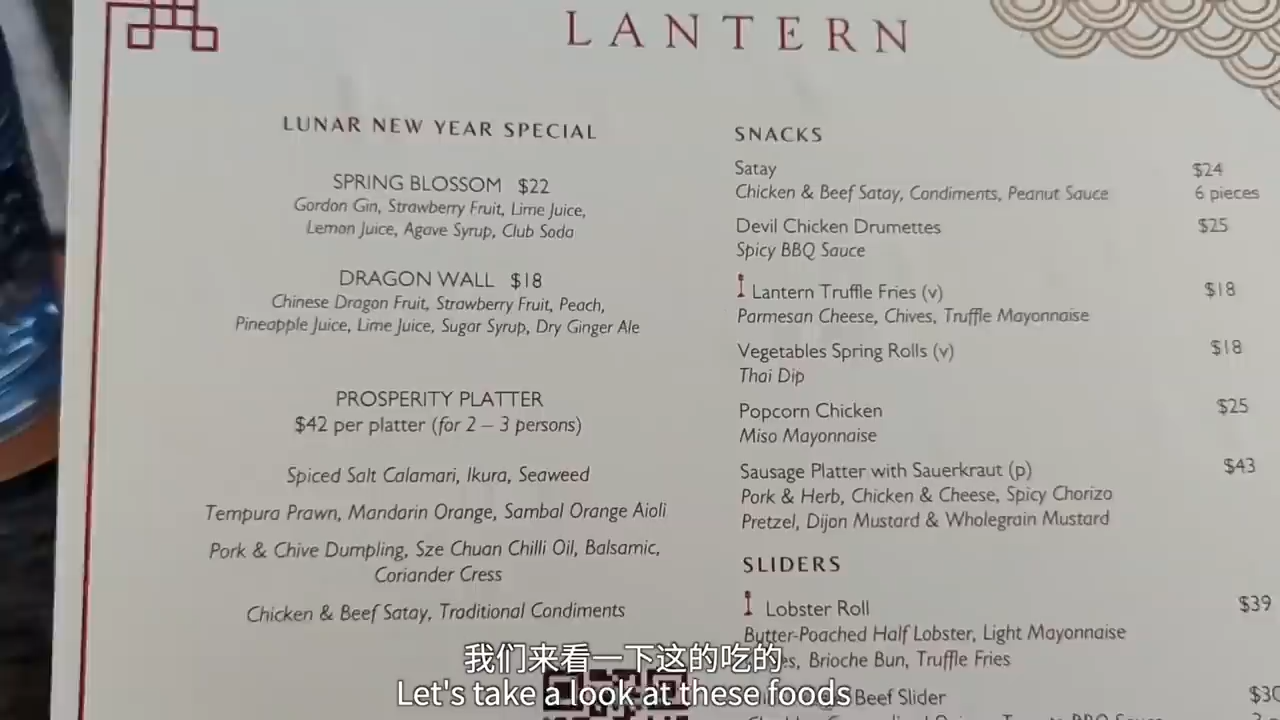 LANTERN
LUNAR NEW YEAR SPECIAL
SPRING BLOSSOM $22
Gordon Gin, Strawberry Fruit, Lime Juice,
Lemon Juice, Agave Syrup, Club Soda
DRAGON WALL $18
Chinese Dragon Fruit, Strawberry Fruit, Peach,
Pineapple Juice, Lime Juice, Sugar Syrup, Dry Ginger Ale
PROSPERITY PLATTER
$42 per platter (for 2 – 3 persons)
Spiced Salt Calamari, Ikura, Seaweed
Tempura Prawn, Mandarin Orange, Sambal Orange Aioli
Pork & Chive Dumpling, Sze Chuan Chilli Oil, Balsamic,
Coriander Cress
Chicken & Beef Satay, Traditional Condiments
SNACKS
Satay $24
Chicken & Beef Satay, Condiments, Peanut Sauce 6 pieces
Devil Chicken Drumettes $25
Spicy BBQ Sauce
Lantern Truffle Fries (v) $18
Parmesan Cheese, Chives, Truffle Mayonnaise
Vegetables Spring Rolls (v) $18
Thai Dip
Popcorn Chicken $25
Miso Mayonnaise
Sausage Platter with Sauerkraut (p) $43
Pork & Herb, Chicken & Cheese, Spicy Chorizo
Pretzel, Dijon Mustard & Wholegrain Mustard
SLIDERS
Lobster Roll $39
Butter-Poached Half Lobster, Light Mayonnaise
Brioche Bun, Truffle Fries
Beef Slider
我们来看一下这的吃的
Let's take a look at these foods